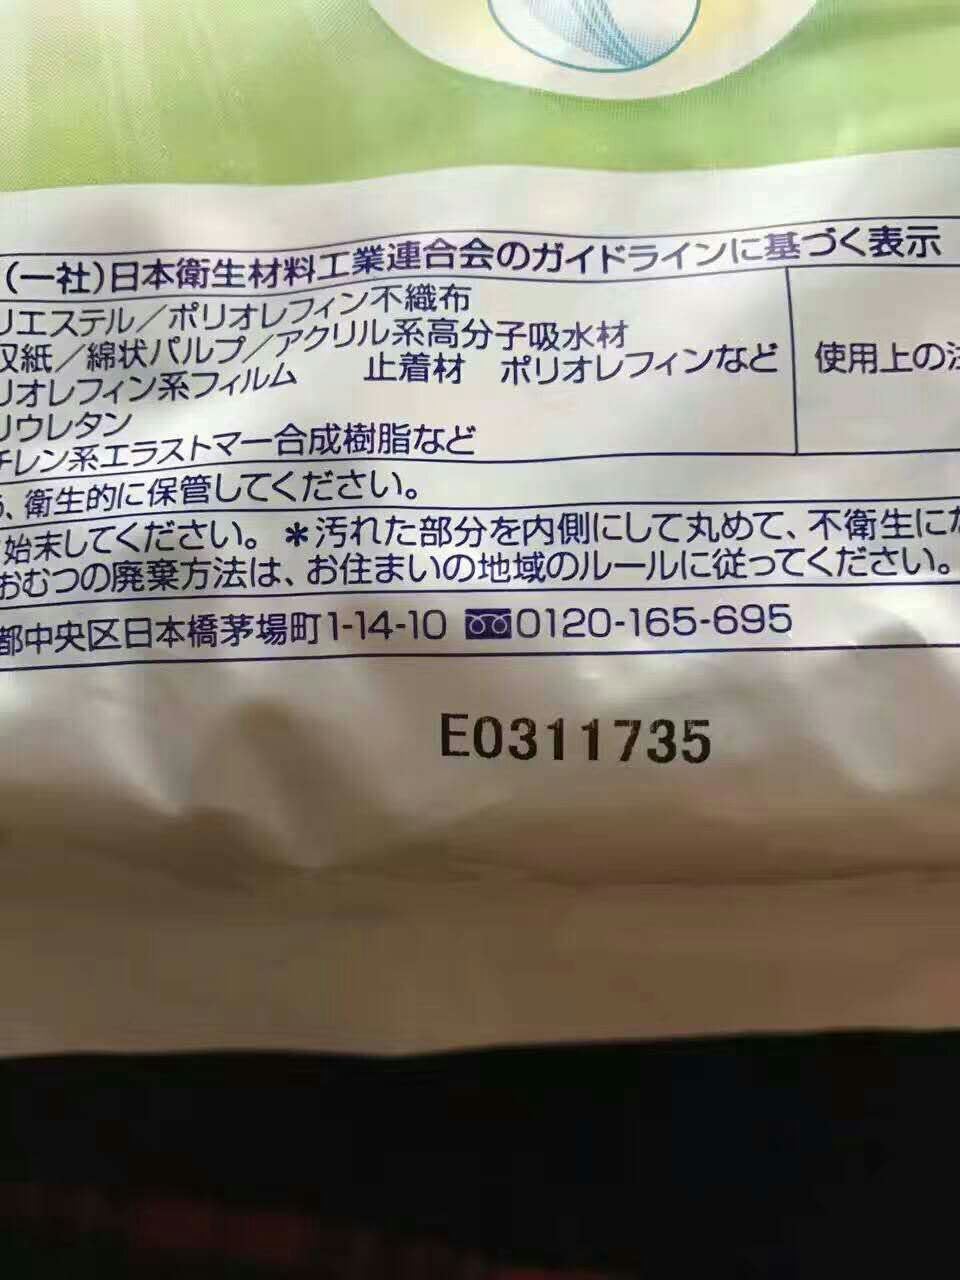 (一社)日本衛生材料工業連合会のガイドラインに基づく表示
リエステル/ポリオレフィン不織布
収紙/綿状パルプ/アクリル系高分子吸水材
リオレフィン系フィルム 止着材 ポリオレフィンなど
リウレタン
チレン系エラストマー合成樹脂など
使用上の注
、衛生的に保管してください。
始末してください。＊汚れた部分を内側にして丸めて、不衛生にな
おむつの廃棄方法は、お住まいの地域のルールに従ってください。
都中央区日本橋茅場町1-14-10 0120-165-695
E0311735